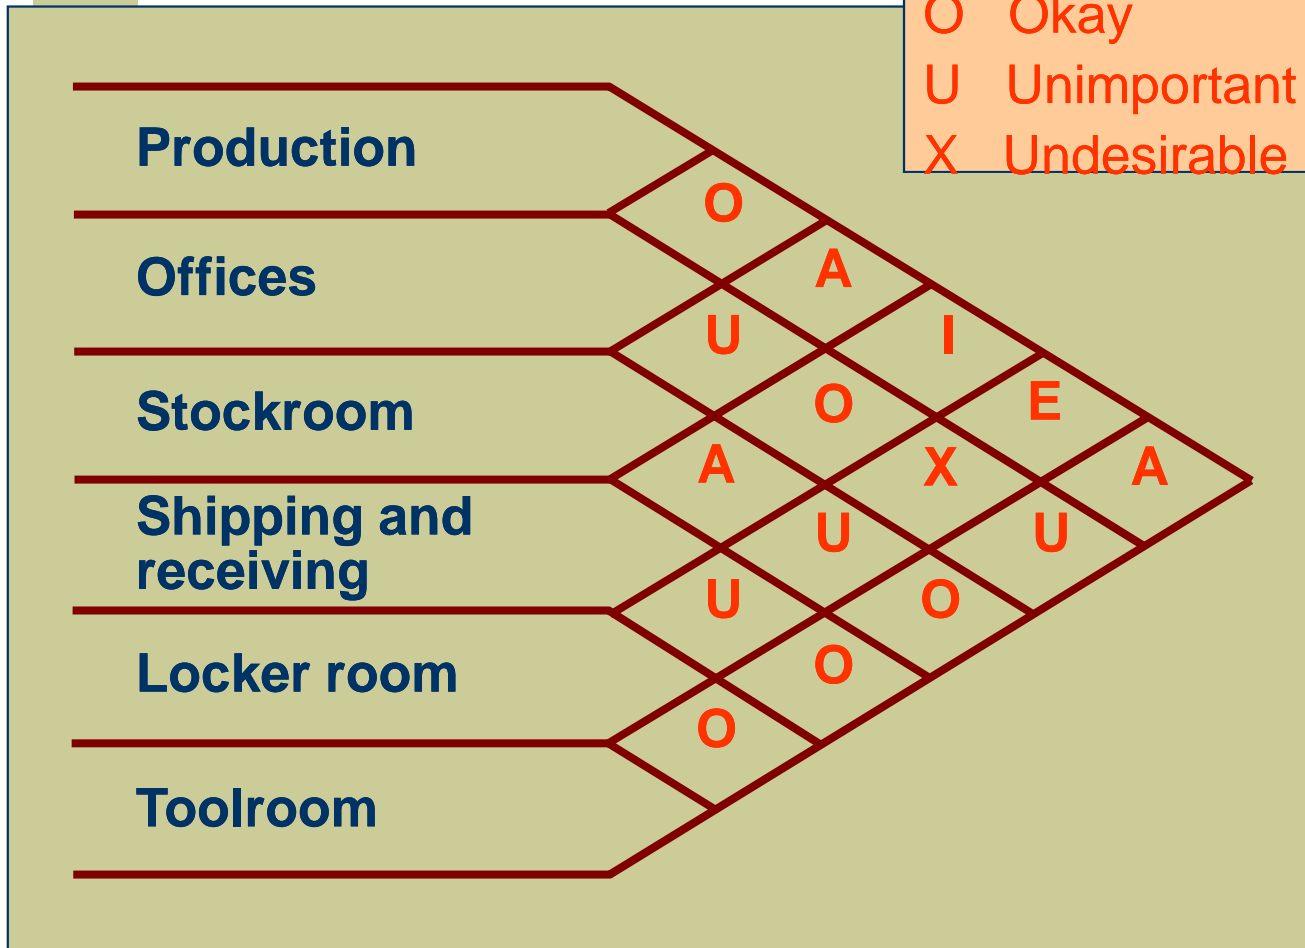 O Okay
U Unimportant
X Undesirable
Production
O
A
Offices
U
I
O
E
Stockroom
A
X
A
Shipping and
receiving
U
U
U
O
Locker room
O
O
Toolroom